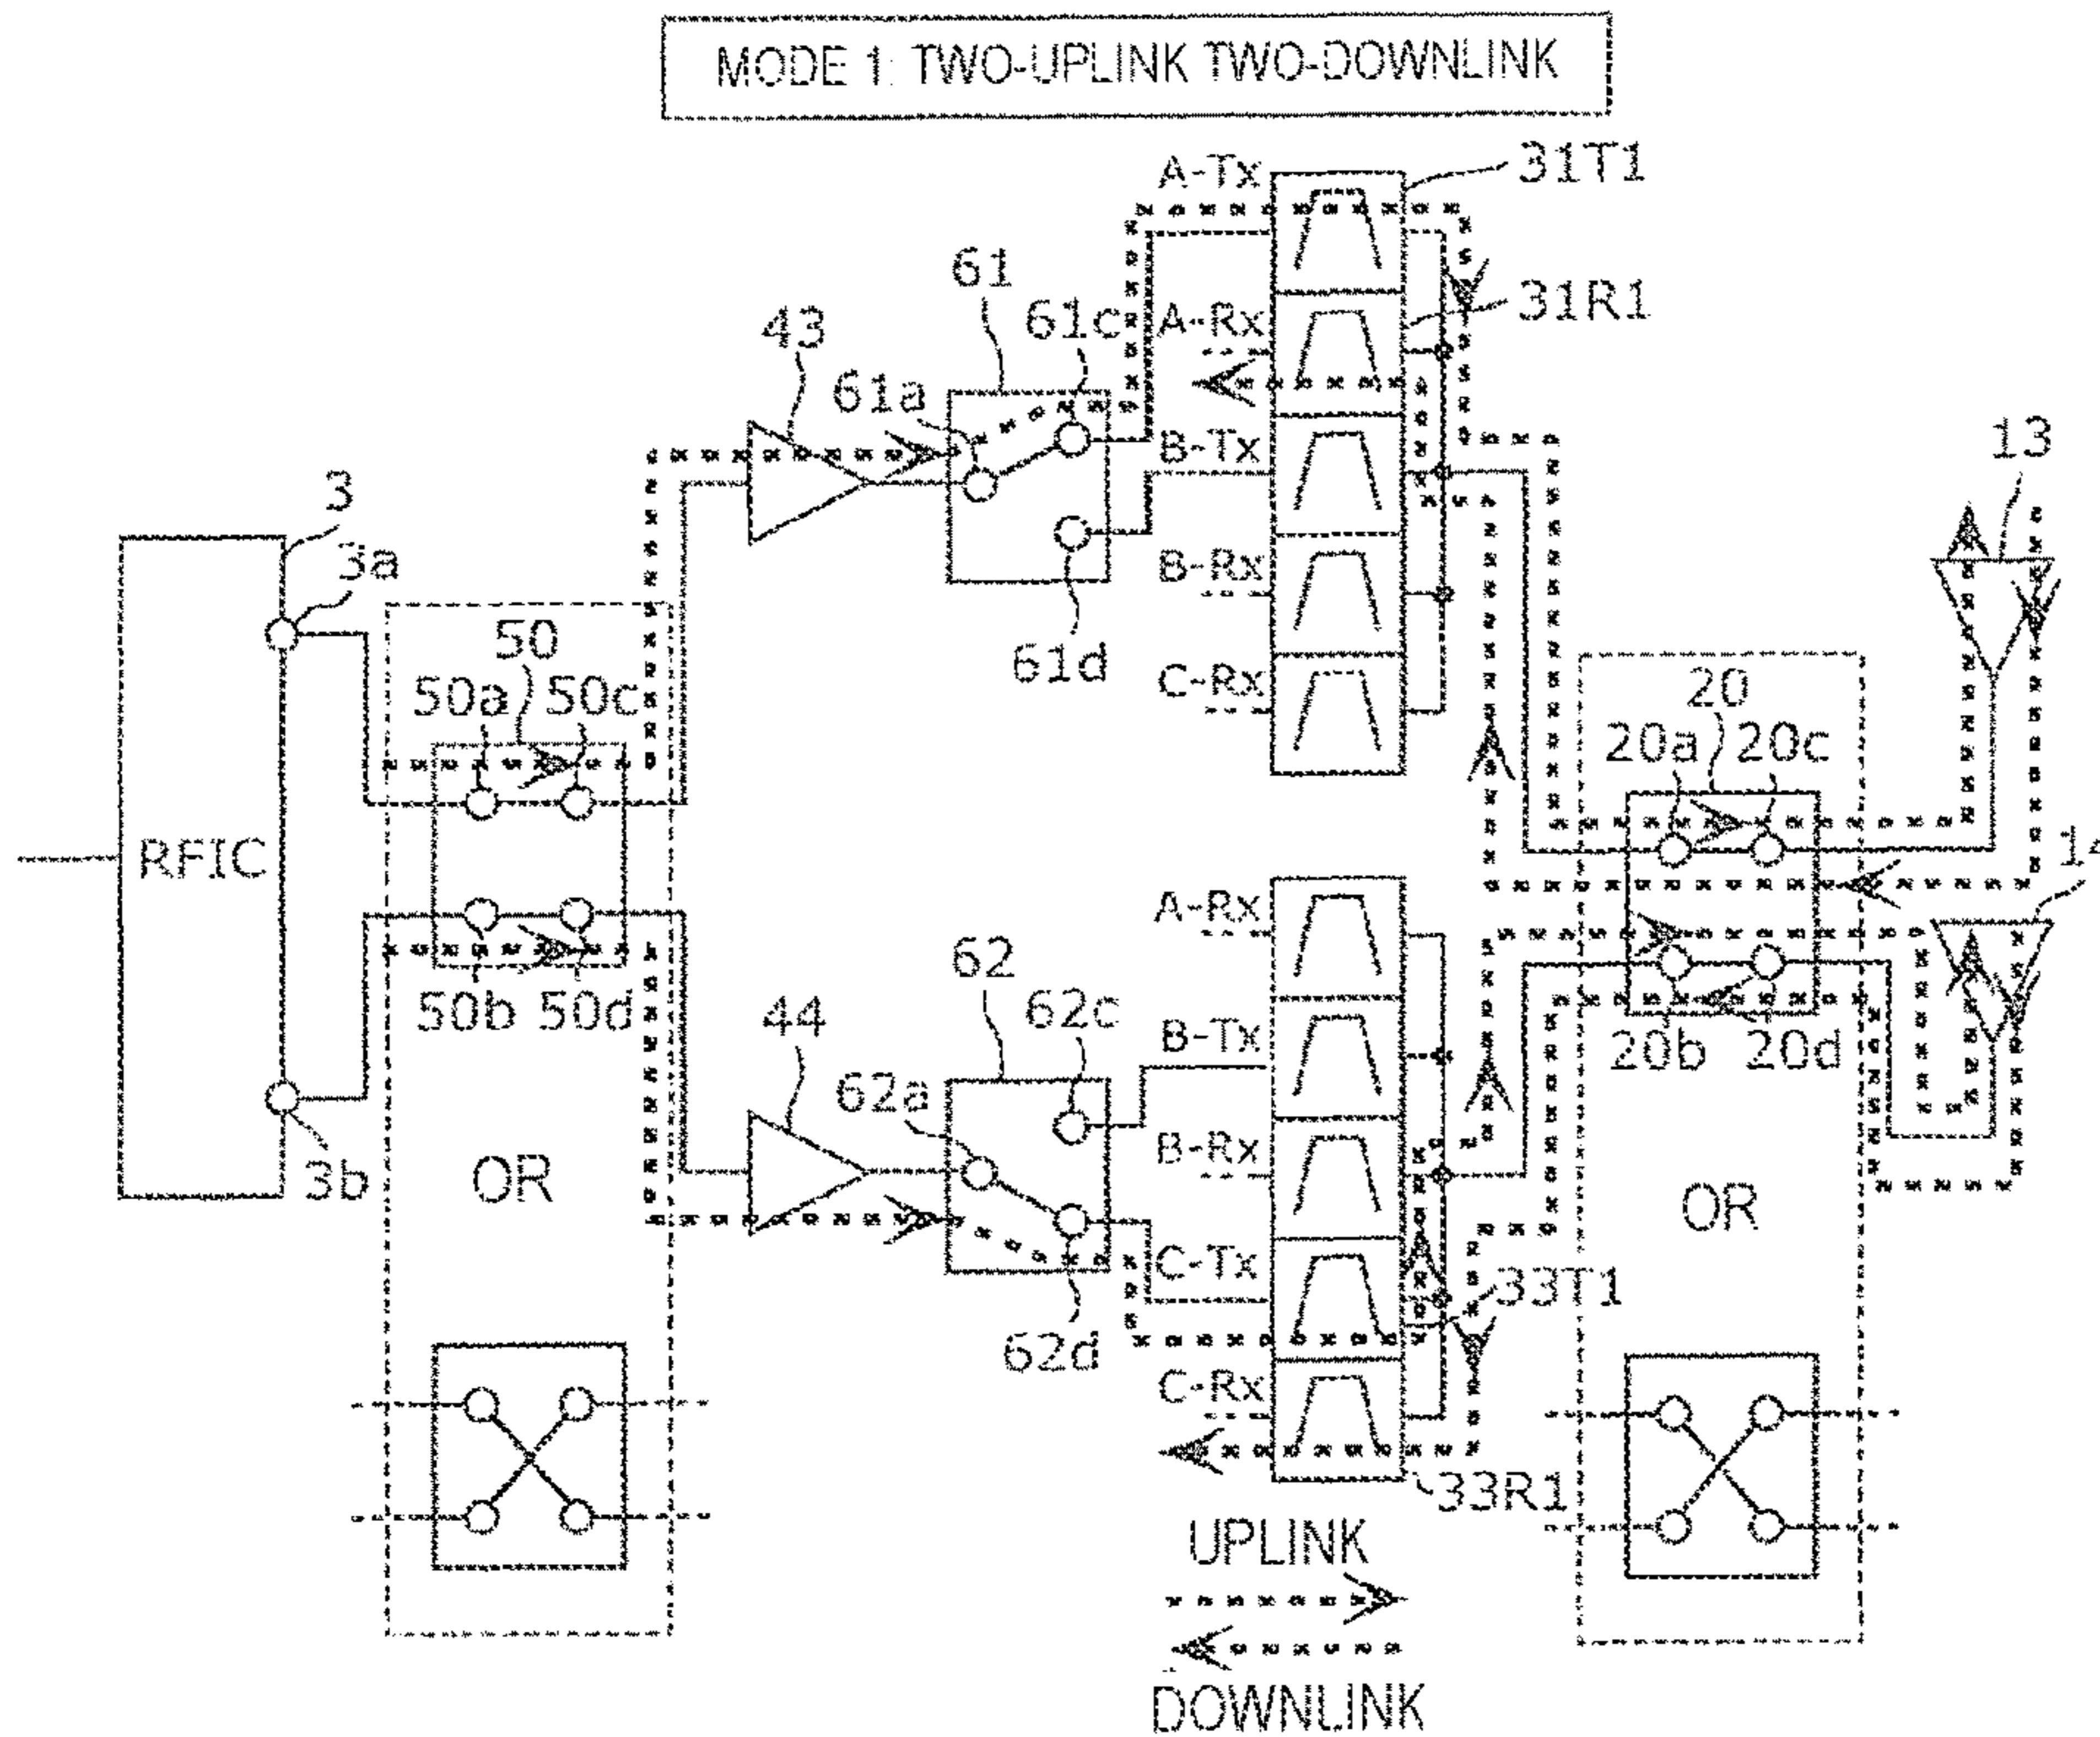 MODE 1: TWO-UPLINK TWO-DOWNLINK
A-Tx
31T1
61
61c
A-Rx
31R1
43
61a
B-Tx
13
3
3a
50
B-Rx
61d
50a
50c
C-Rx
20
20a
20c
RFIC
14
A-Rx
62
50b
50d
44
62c
B-Tx
20b
20d
62a
B-Rx
3b
OR
OR
C-Tx
33T1
62d
C-Rx
33R1
UPLINK
DOWNLINK